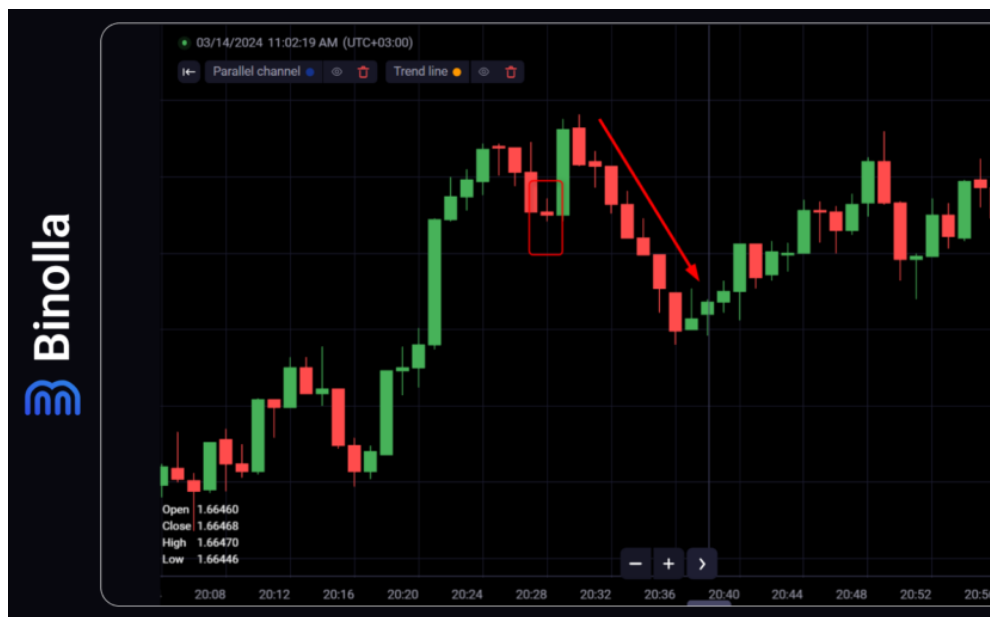 Binolla
03/14/2024 11:02:19 AM (UTC+03:00)
Parallel channel Trend line
Open 1.66460
Close 1.66468
High 1.66470
Low 1.66446
20:08 20:12 20:16 20:20 20:24 20:28 20:32 20:36 20:40 20:44 20:48 20:52